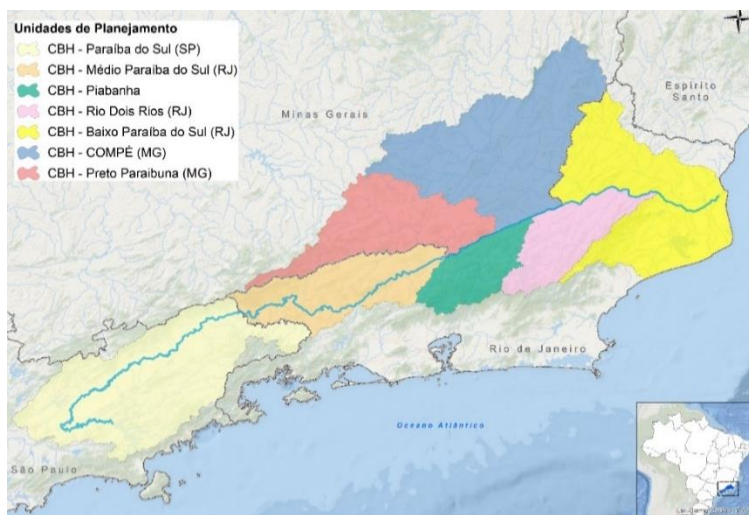 Unidades de Planejamento
CBH - Paraíba do Sul (SP)
CBH - Médio Paraíba do Sul (RJ)
CBH - Piabanha
CBH - Rio Dois Rios (RJ)
CBH - Baixo Paraíba do Sul (RJ)
CBH - COMPÉ (MG)
CBH - Preto Paraibuna (MG)
Minas Gerais
Espírito
Santo
Rio de Janeiro
Oceano Atlântico
São Paulo